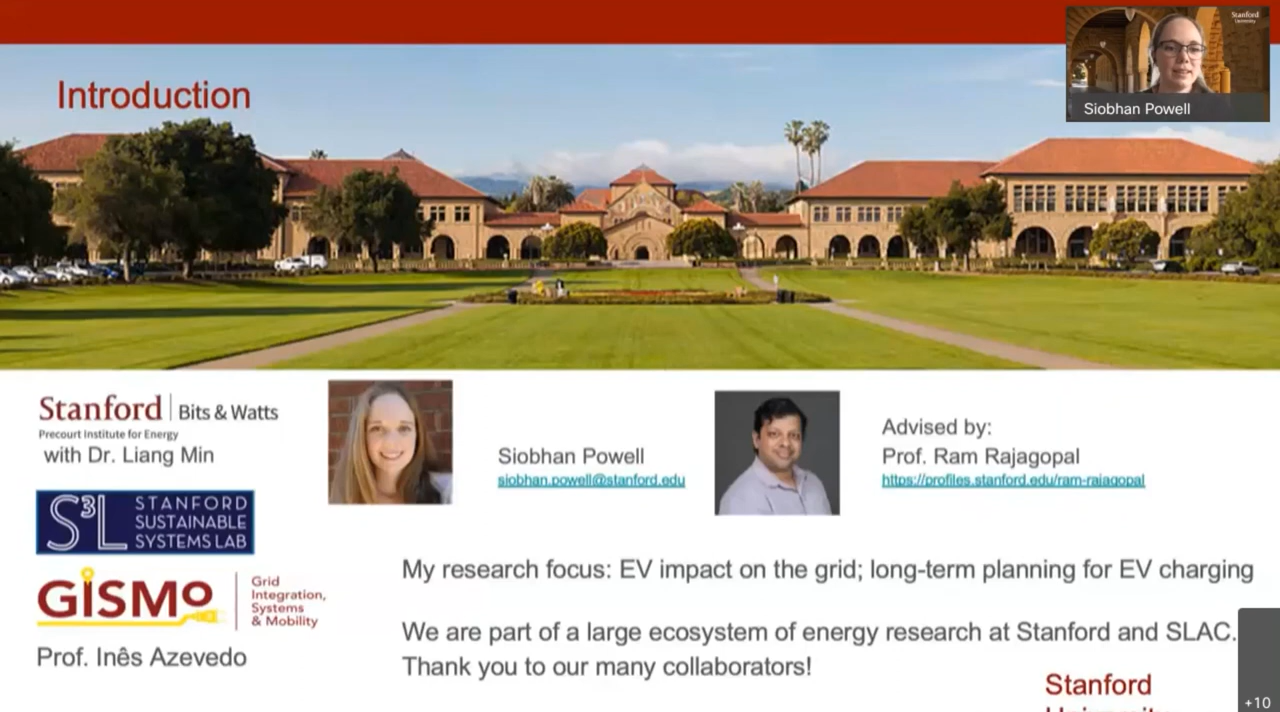 Stanford
University
Siobhan Powell
Introduction
Stanford | Bits & Watts
Precourt Institute for Energy
with Dr. Liang Min
Siobhan Powell
siobhan.powell@stanford.edu
Advised by:
Prof. Ram Rajagopal
https://profiles.stanford.edu/ram-rajagopal
S³L
STANFORD
SUSTAINABLE
SYSTEMS LAB
GISMo
Grid
Integration,
Systems
& Mobility
Prof. Inês Azevedo
My research focus: EV impact on the grid; long-term planning for EV charging
We are part of a large ecosystem of energy research at Stanford and SLAC.
Thank you to our many collaborators!
Stanford
+10